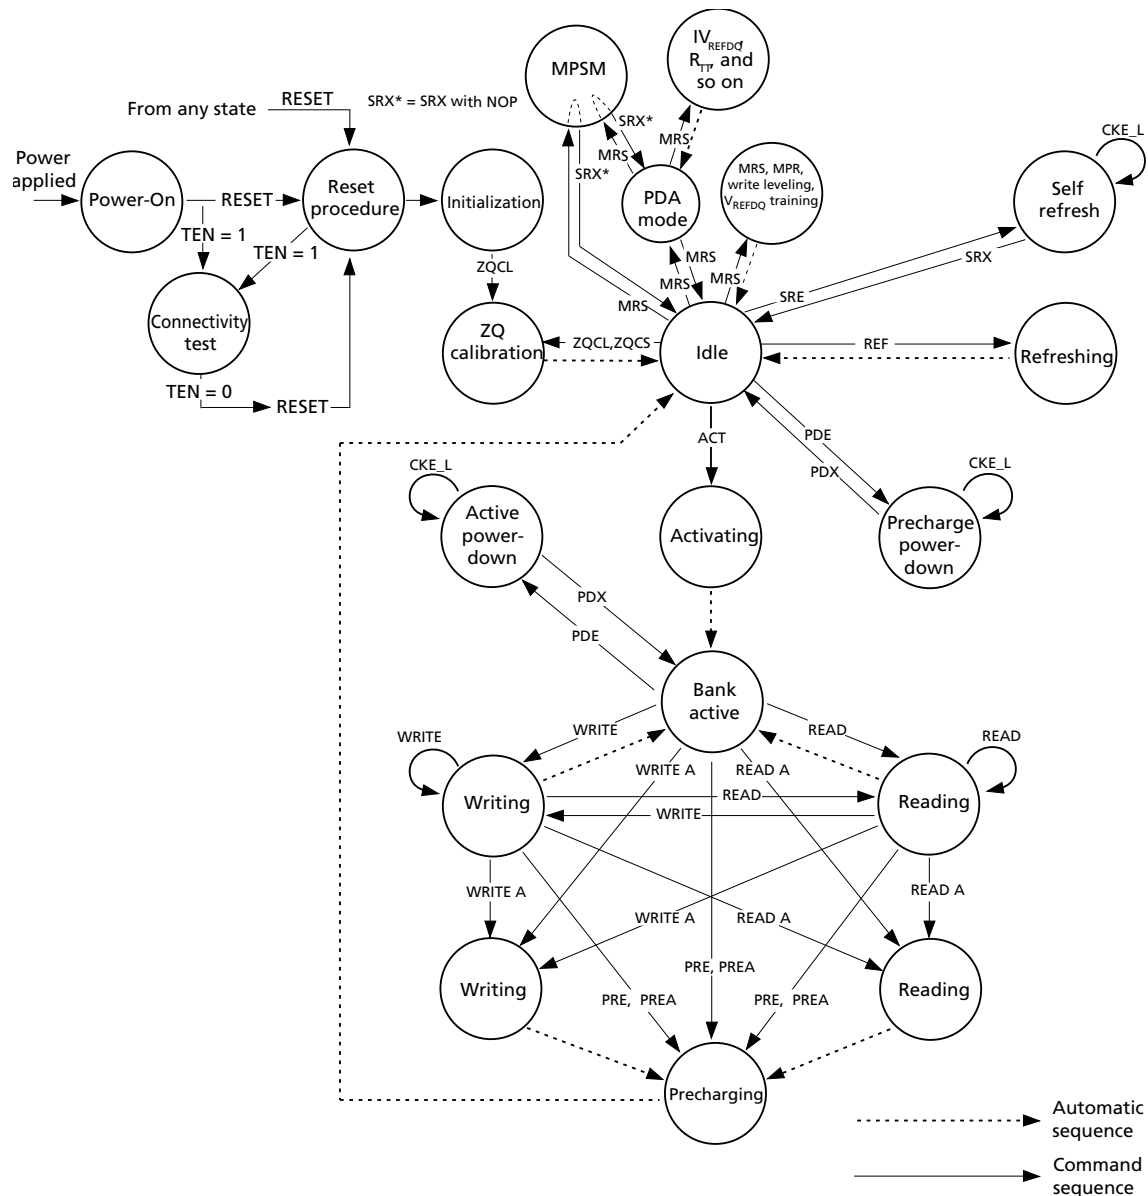 MPSM
IV_REFDQ,
R_TT, and
so on
From any state
RESET
SRX* = SRX with NOP
SRX*
MRS
MRS
SRX*
CKE_L
Power
applied
Power-On
RESET
Reset
procedure
Initialization
PDA
mode
MRS, MPR,
write leveling,
V_REFDQ training
Self
refresh
TEN = 1
TEN = 1
ZQCL
MRS
MRS
MRS
MRS
SRX
SRE
Connectivity
test
ZQ
calibration
ZQCL,ZQCS
Idle
REF
Refreshing
TEN = 0
RESET
ACT
PDE
PDX
CKE_L
CKE_L
Active
power-
down
Activating
Precharge
power-
down
PDX
PDE
Bank
active
WRITE
READ
WRITE
READ
WRITE A
READ A
Writing
READ
WRITE
Reading
WRITE A
READ A
WRITE A
READ A
PRE, PREA
Writing
PRE, PREA
PRE, PREA
Reading
Precharging
Automatic
sequence
Command
sequence